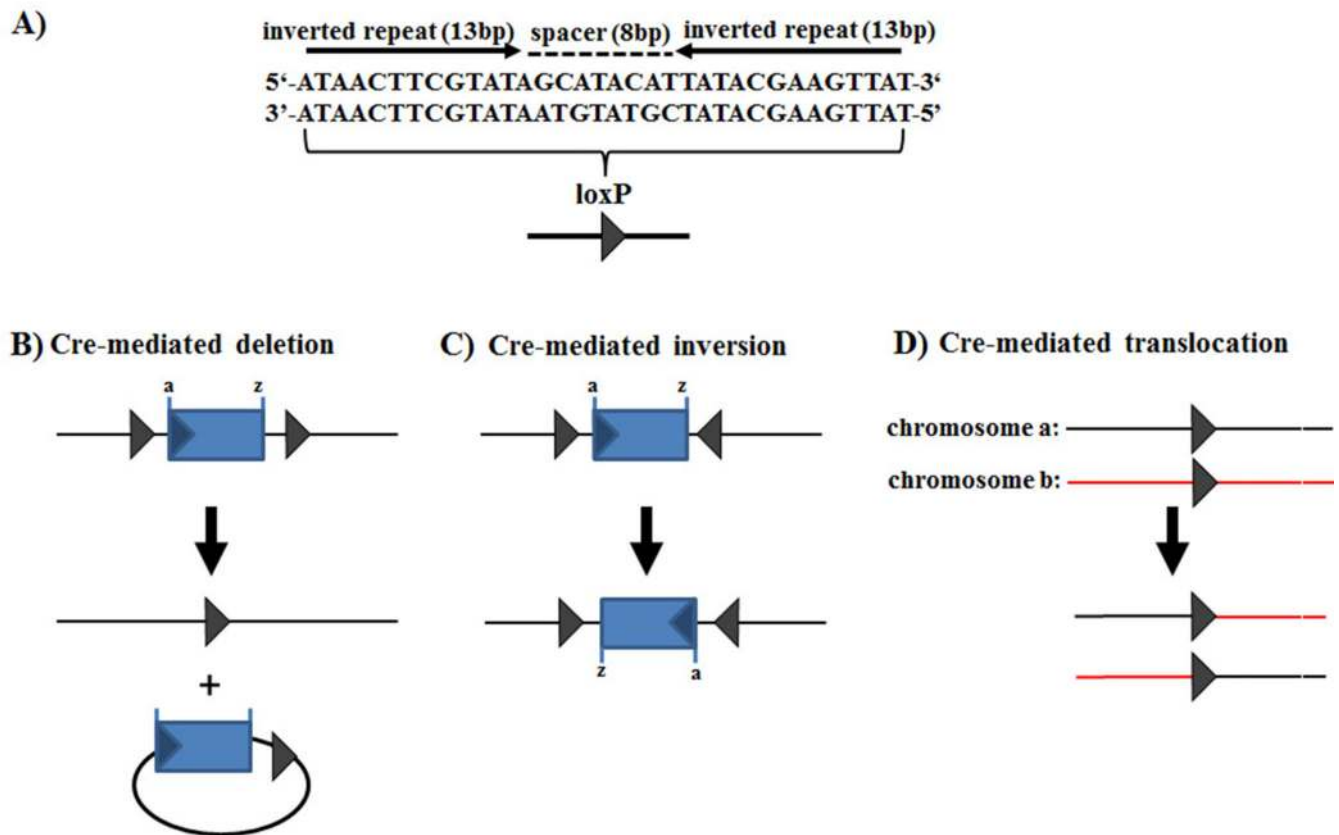 A)
inverted repeat (13bp) spacer (8bp) inverted repeat (13bp)
5‘-ATAACTTCGTATAGCATACATTATACGAAGTTAT-3‘
3’-ATAACTTCGTATAATGTATGCTATACGAAGTTAT-5’
loxP
B) Cre-mediated deletion
a z
+
C) Cre-mediated inversion
a z
z a
D) Cre-mediated translocation
chromosome a:
chromosome b: